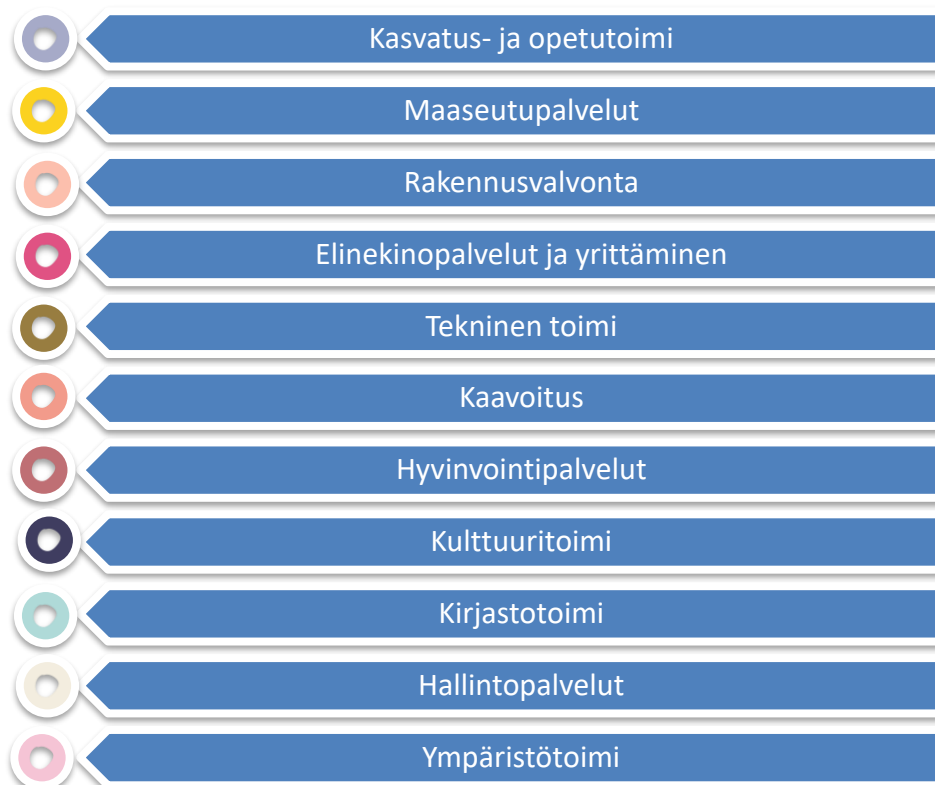 Kasvatus- ja opetutoimi
Maaseutupalvelut
Rakennusvalvonta
Elinekinopalvelut ja yrittäminen
Tekninen toimi
Kaavoitus
Hyvinvointipalvelut
Kulttuuritoimi
Kirjastotoimi
Hallintopalvelut
Ympäristötoimi